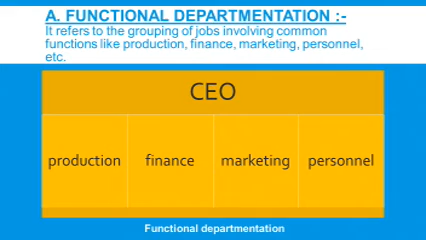 A. FUNCTIONAL DEPARTMENTATION :-
It refers to the grouping of jobs involving common
functions like production, finance, marketing, personnel,
etc.
CEO
production finance marketing personnel
Functional departmentation